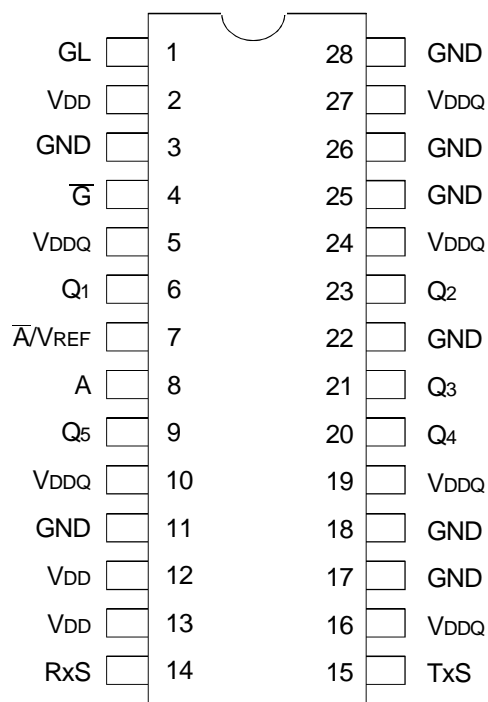 GL 1 28 GND
VDD 2 27 VDDQ
GND 3 26 GND
G̅ 4 25 GND
VDDQ 5 24 VDDQ
Q1 6 23 Q2
A̅/VREF 7 22 GND
A 8 21 Q3
Q5 9 20 Q4
VDDQ 10 19 VDDQ
GND 11 18 GND
VDD 12 17 GND
VDD 13 16 VDDQ
RxS 14 15 TxS